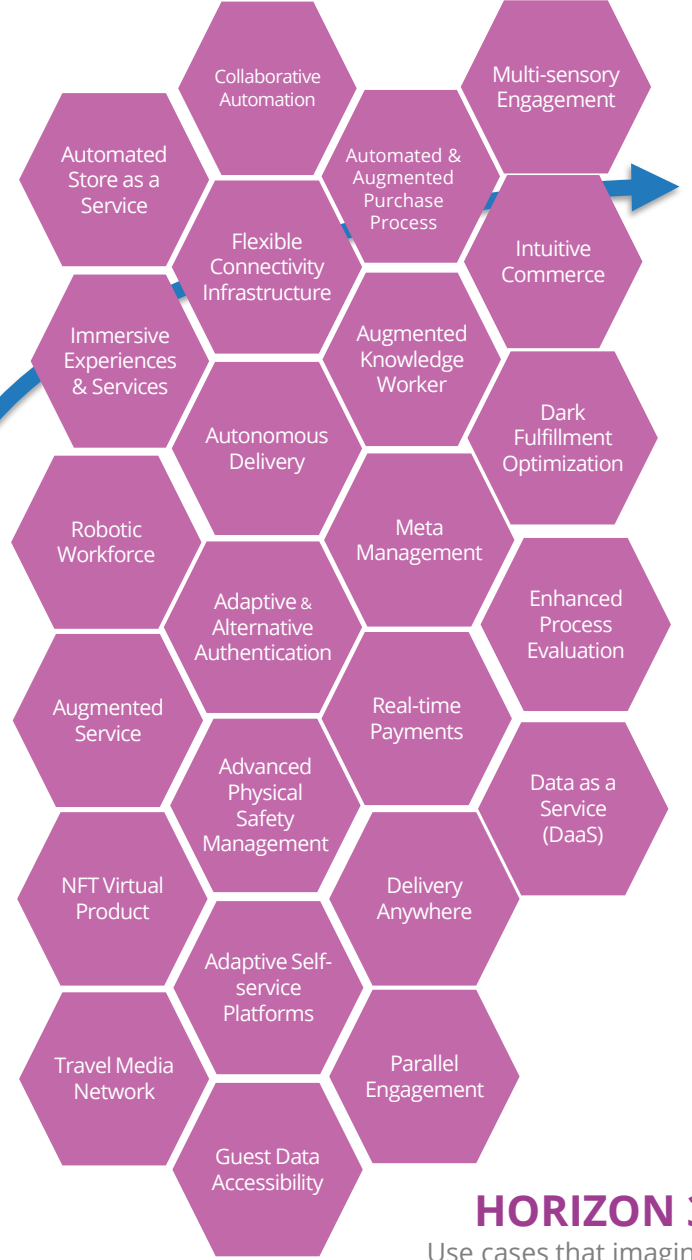 Collaborative
Automation
Multi-sensory
Engagement
Automated
Store as a
Service
Automated &
Augmented
Purchase
Process
Flexible
Connectivity
Infrastructure
Intuitive
Commerce
Immersive
Experiences
& Services
Augmented
Knowledge
Worker
Autonomous
Delivery
Dark
Fulfillment
Optimization
Robotic
Workforce
Meta
Management
Adaptive &
Alternative
Authentication
Enhanced
Process
Evaluation
Augmented
Service
Real-time
Payments
Advanced
Physical
Safety
Management
Data as a
Service
(DaaS)
NFT Virtual
Product
Delivery
Anywhere
Adaptive Self-
service
Platforms
Travel Media
Network
Parallel
Engagement
Guest Data
Accessibility
HORIZON 3
Use cases that imagin